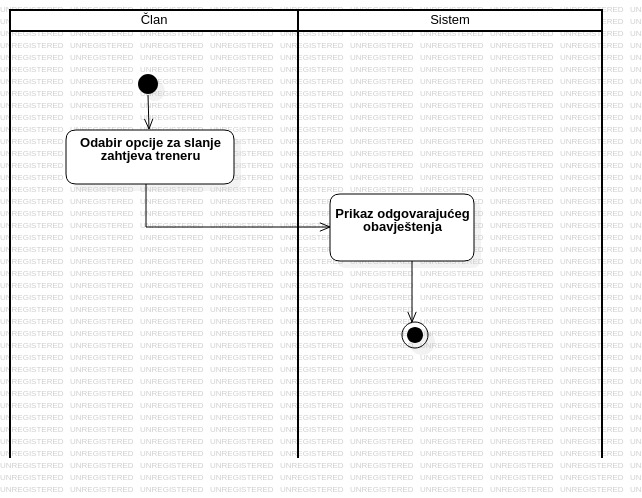 Član
Sistem
Odabir opcije za slanje
zahtjeva treneru
Prikaz odgovarajućeg
obavještenja
UNREGISTERED